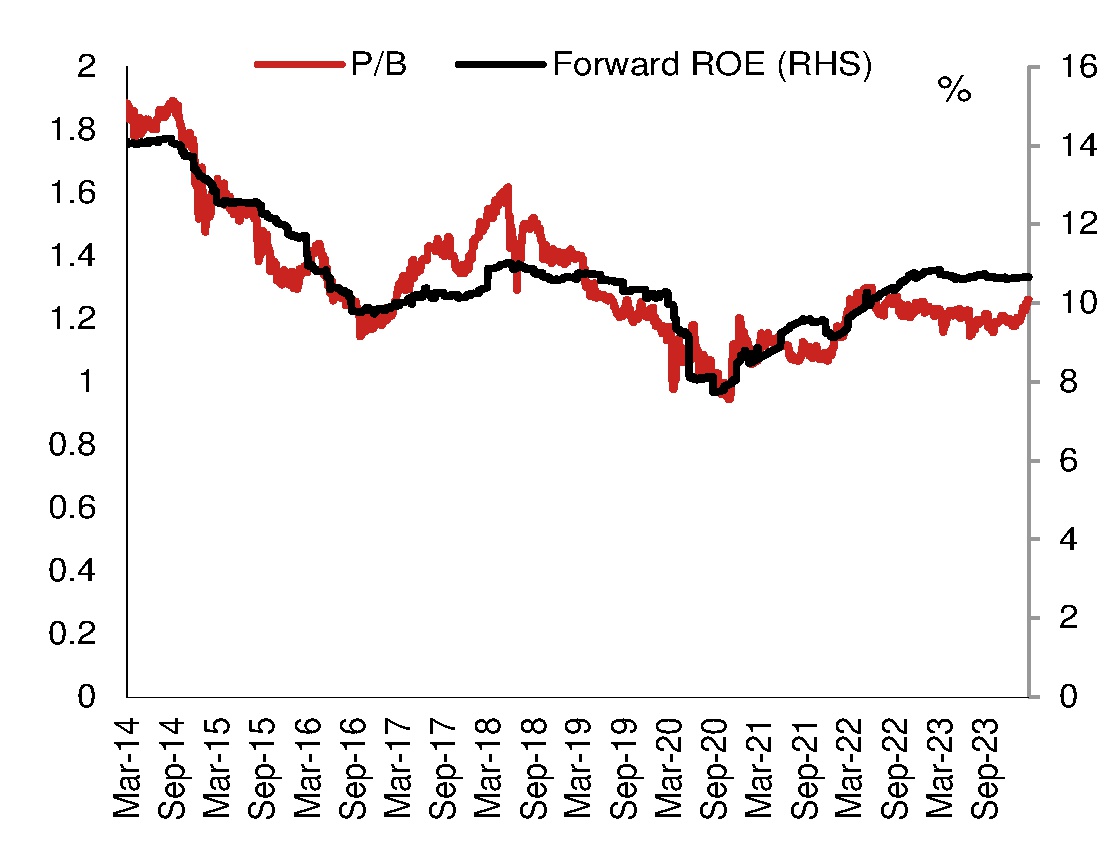 P/B Forward ROE (RHS)
%
2
1.8
1.6
1.4
1.2
1
0.8
0.6
0.4
0.2
0
16
14
12
10
8
6
4
2
0
Mar-14
Sep-14
Mar-15
Sep-15
Mar-16
Sep-16
Mar-17
Sep-17
Mar-18
Sep-18
Mar-19
Sep-19
Mar-20
Sep-20
Mar-21
Sep-21
Mar-22
Sep-22
Mar-23
Sep-23